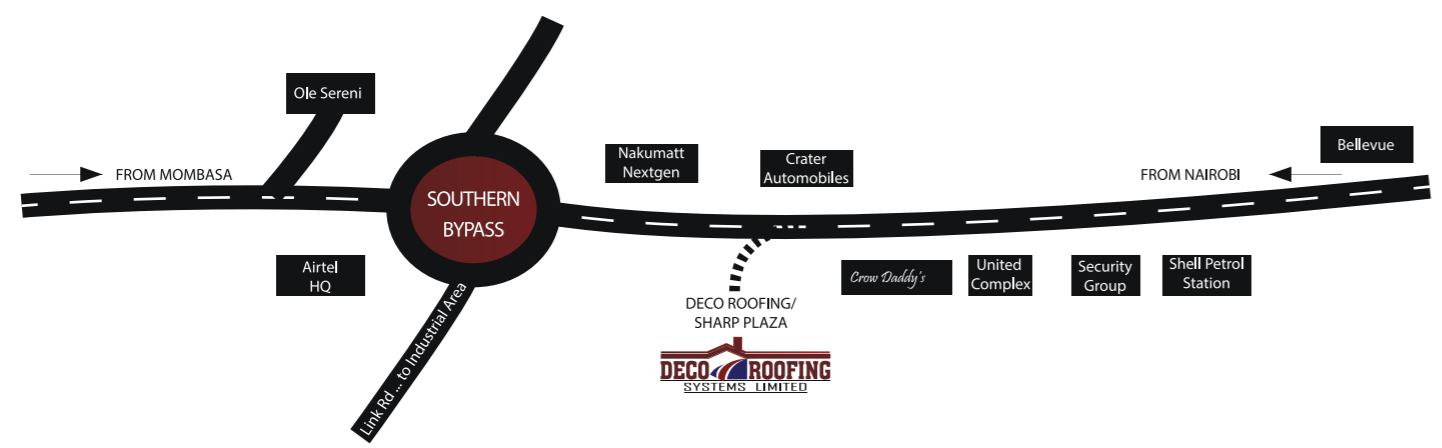 Ole Sereni
FROM MOMBASA
SOUTHERN
BYPASS
Nakumatt
Nextgen
Crater
Automobiles
FROM NAIROBI
Bellevue
Airtel
HQ
Link Rd ... to Industrial Area
Crow Daddy's
United
Complex
Security
Group
Shell Petrol
Station
DECO ROOFING/
SHARP PLAZA
DECO ROOFING
SYSTEMS LIMITED